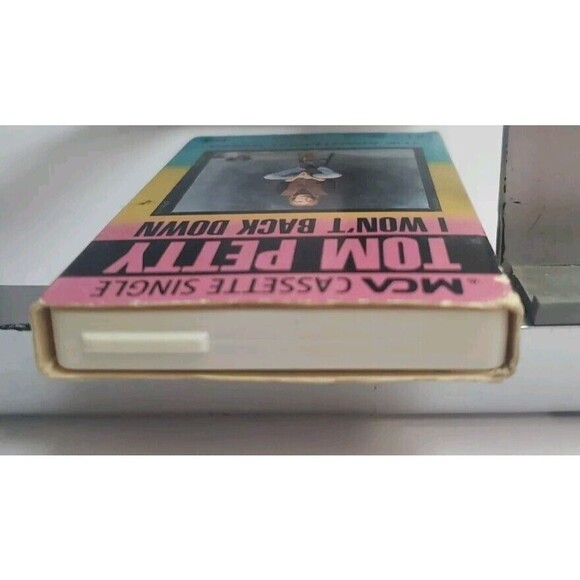 MCA CASSETTE SINGLE
TOM PETTY
I WON'T BACK DOWN